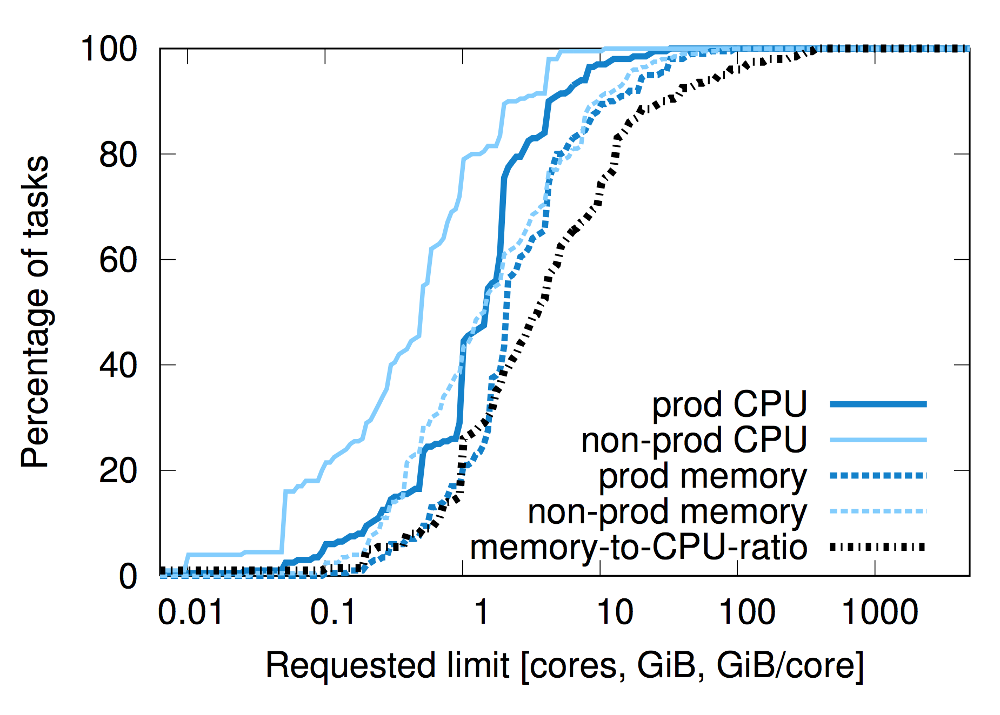 100
80
60
40
20
0
Percentage of tasks
prod CPU
non-prod CPU
prod memory
non-prod memory
memory-to-CPU-ratio
0.01 0.1 1 10 100 1000
Requested limit [cores, GiB, GiB/core]